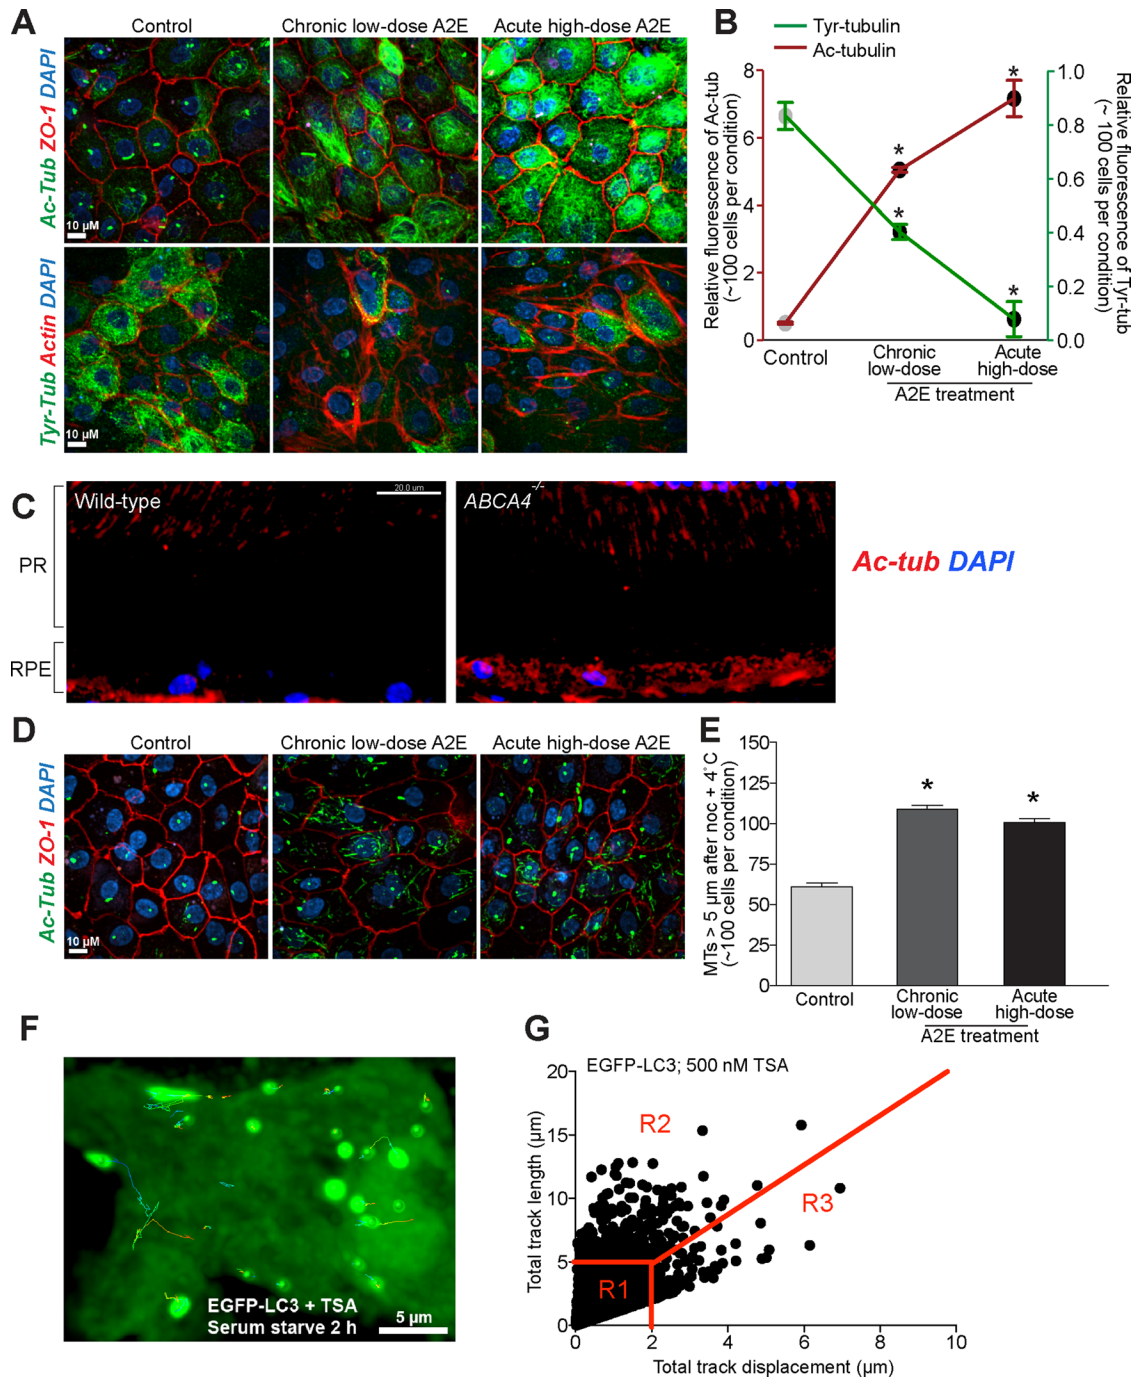 A
Control
Chronic low-dose A2E
Acute high-dose A2E
Ac-Tub ZO-1 DAPI
10 µM
Tyr-Tub Actin DAPI
10 µM
B
Tyr-tubulin
Ac-tubulin
Relative fluorescence of Ac-tub
(~100 cells per condition)
8
6
4
2
0
*
*
*
*
1.0
0.8
0.6
0.4
0.2
0.0
Relative fluorescence of Tyr-tub
(~ 100 cells per condition)
Control
Chronic
low-dose
Acute
high-dose
A2E treatment
C
PR
RPE
Wild-type
20.0 um
ABCA4-/-
Ac-tub DAPI
D
Control
Chronic low-dose A2E
Acute high-dose A2E
Ac-Tub ZO-1 DAPI
10 µM
E
MTs > 5 µm after noc + 4˚C
(~100 cells per condition)
150
125
100
75
50
25
0
*
*
Control
Chronic
low-dose
Acute
high-dose
A2E treatment
F
EGFP-LC3 + TSA
Serum starve 2 h
5 µm
G
EGFP-LC3; 500 nM TSA
Total track length (µm)
20
15
10
5
0
R2
R3
R1
0
2
4
6
8
10
Total track displacement (µm)